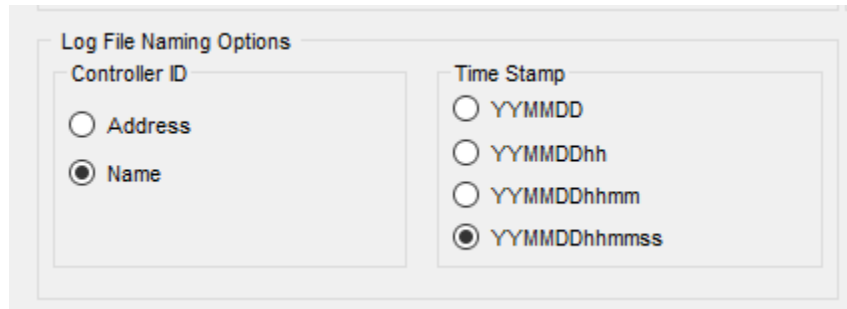 Log File Naming Options
Controller ID
Address
Name
Time Stamp
YYMMDD
YYMMDDhh
YYMMDDhhmm
YYMMDDhhmmss